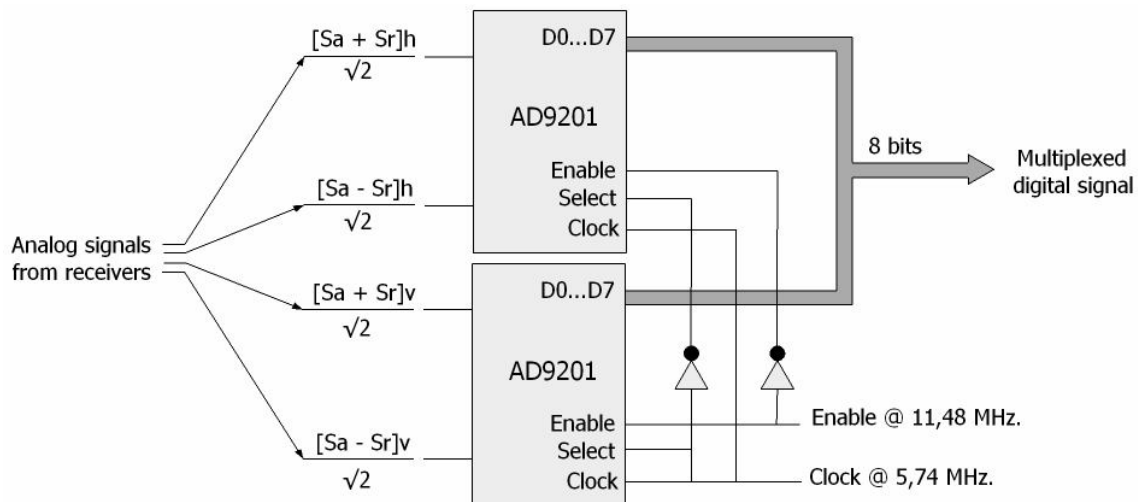 [Sa + Sr]h
√2
D0...D7
AD9201
Enable
Select
Clock
[Sa - Sr]h
√2
8 bits
Multiplexed
digital signal
Analog signals
from receivers
[Sa + Sr]v
√2
D0...D7
AD9201
Enable
Select
Clock
[Sa - Sr]v
√2
Enable @ 11,48 MHz.
Clock @ 5,74 MHz.